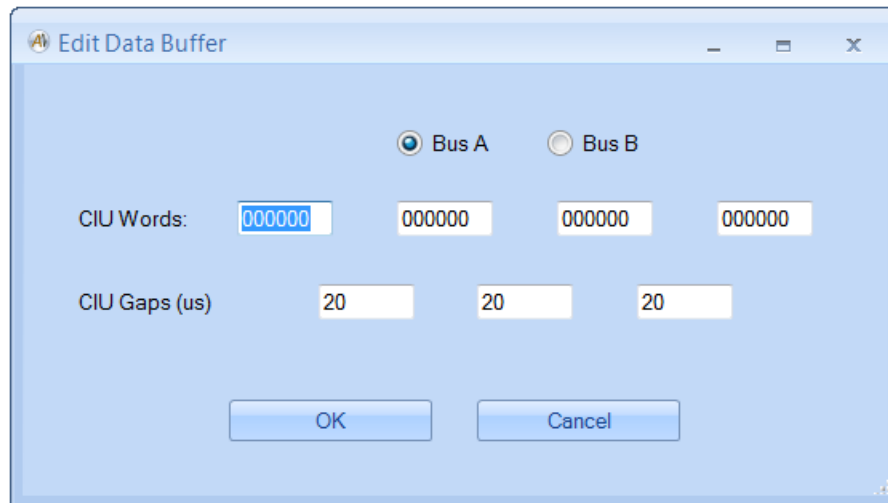 Edit Data Buffer
Bus A Bus B
CIU Words: 000000 000000 000000 000000
CIU Gaps (us) 20 20 20
OK Cancel